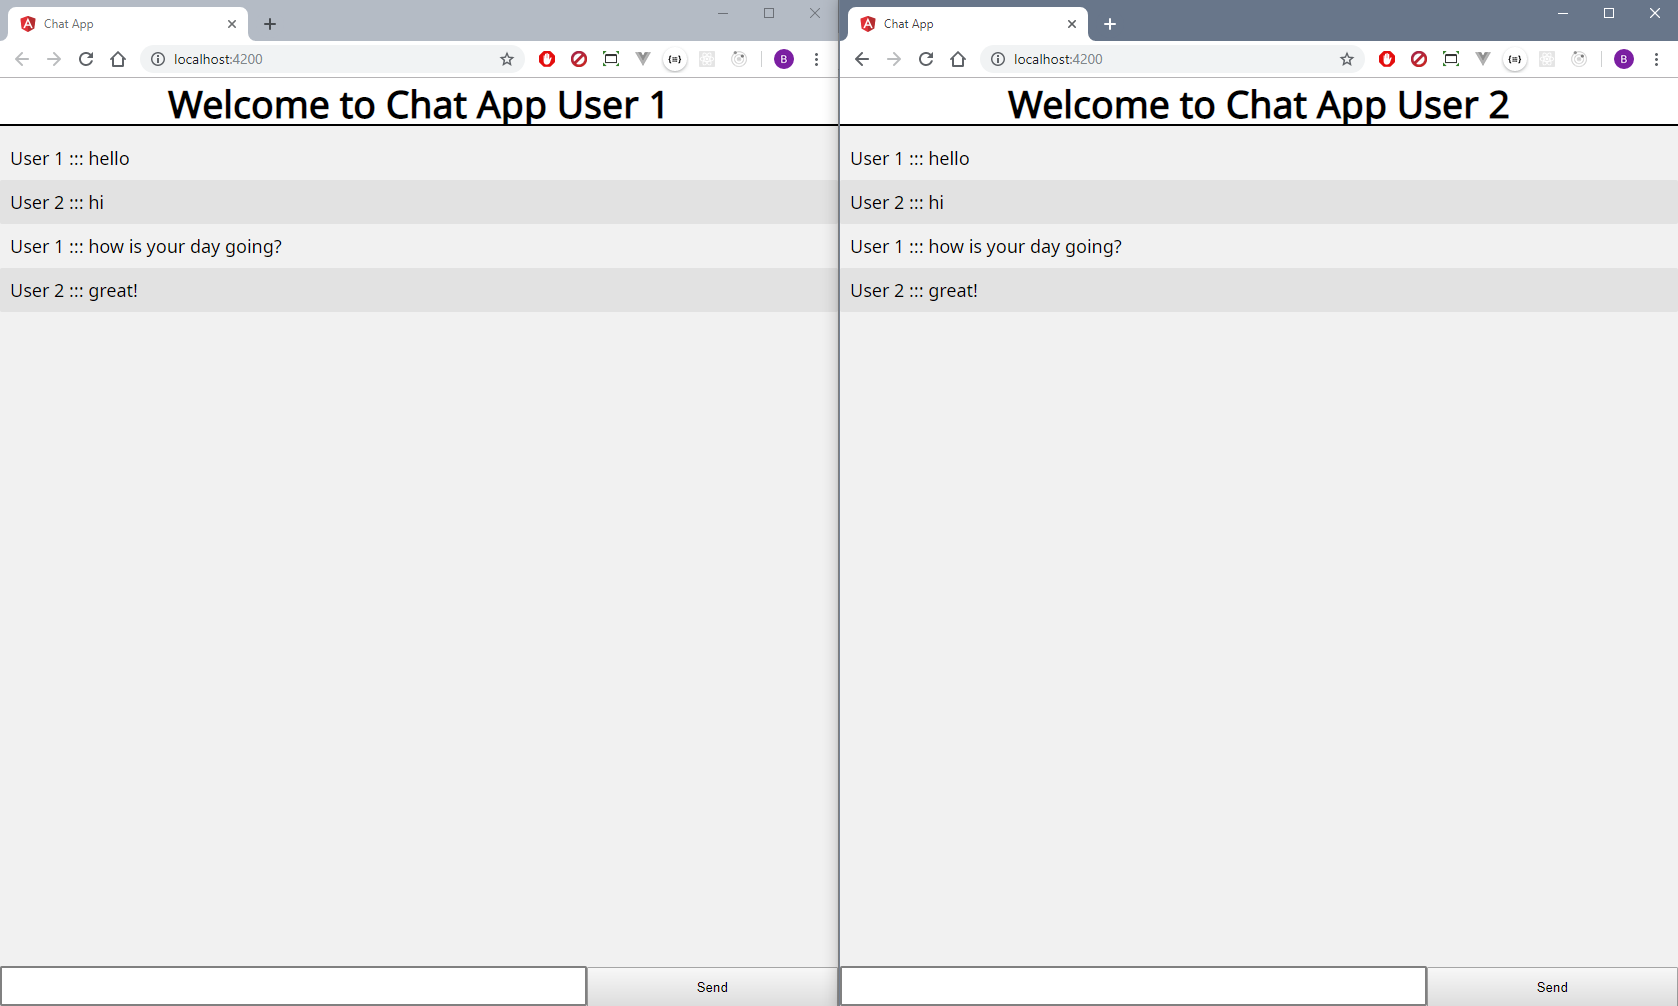 Chat App
localhost:4200
B
Welcome to Chat App User 1
User 1 ::: hello
User 2 ::: hi
User 1 ::: how is your day going?
User 2 ::: great!
Send
Chat App
localhost:4200
B
Welcome to Chat App User 2
User 1 ::: hello
User 2 ::: hi
User 1 ::: how is your day going?
User 2 ::: great!
Send